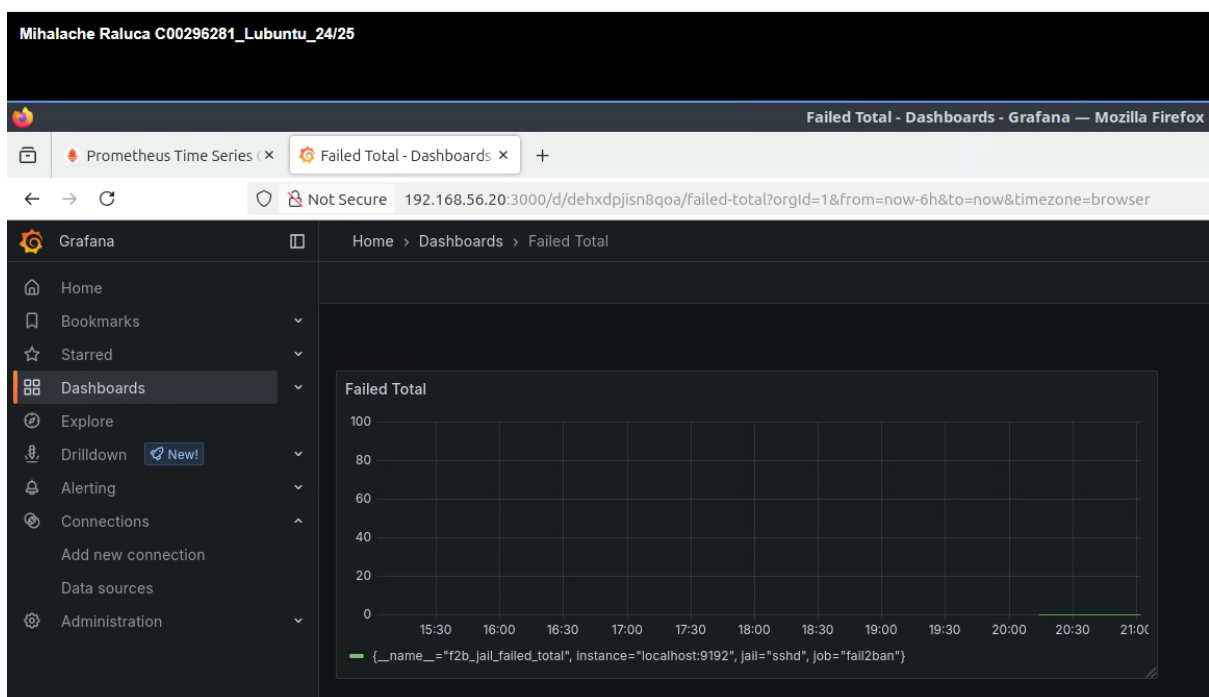 Mihalache Raluca C00296281_Lubuntu_24/25
Failed Total - Dashboards - Grafana — Mozilla Firefox
Prometheus Time Series
Failed Total - Dashboards
Not Secure 192.168.56.20:3000/d/dehxdpjisn8qoa/failed-total?orgId=1&from=now-6h&to=now&timezone=browser
Grafana
Home › Dashboards › Failed Total
Home
Bookmarks
Starred
Dashboards
Explore
Drilldown New!
Alerting
Connections
Add new connection
Data sources
Administration
Failed Total
100
80
60
40
20
0
15:30 16:00 16:30 17:00 17:30 18:00 18:30 19:00 19:30 20:00 20:30 21:00
{__name__="f2b_jail_failed_total", instance="localhost:9192", jail="sshd", job="fail2ban"}